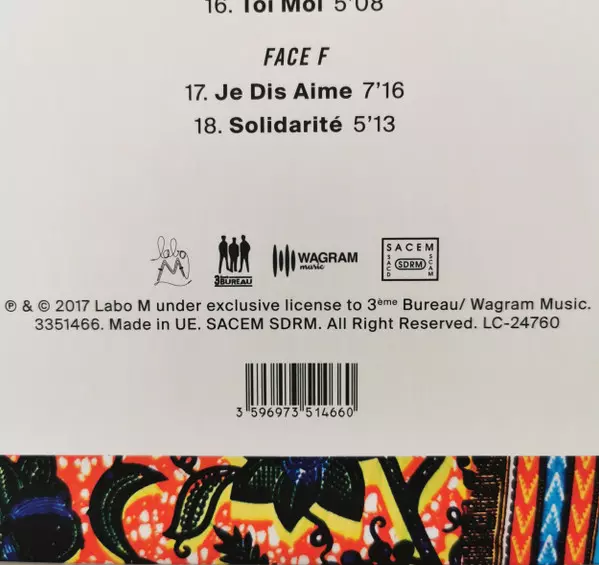 16. Toi Moi 5'08
FACE F
17. Je Dis Aime 7'16
18. Solidarité 5'13
labo M
3e BUREAU
WAGRAM music
SACEM
SACD SDRM SCAM
℗ & © 2017 Labo M under exclusive license to 3ème Bureau/ Wagram Music.
3351466. Made in UE. SACEM SDRM. All Right Reserved. LC-24760
3 596973 514660